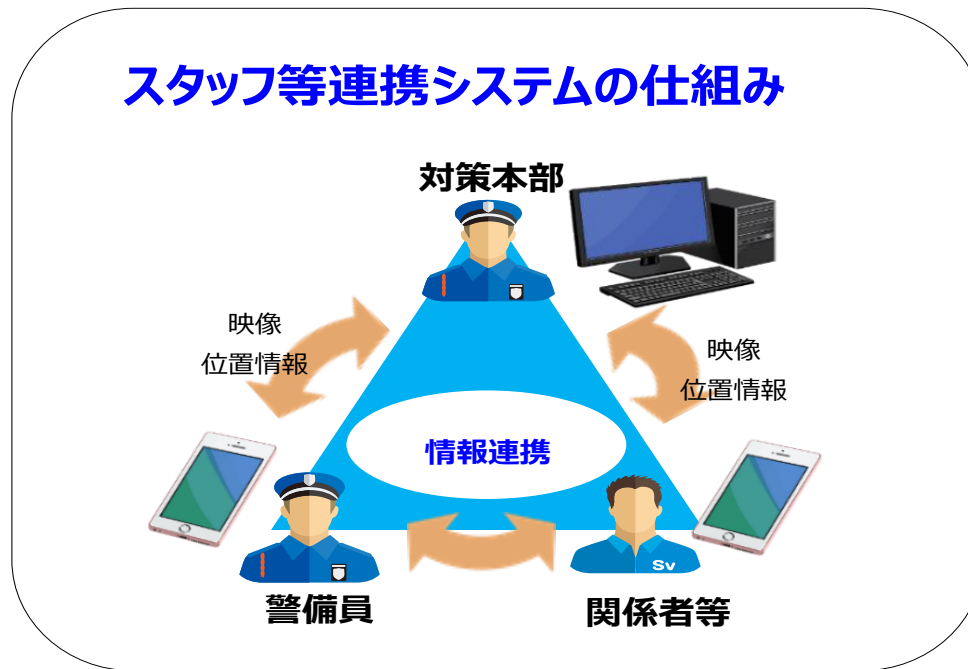 スタッフ等連携システムの仕組み
対策本部
映像
位置情報
映像
位置情報
情報連携
Sv
警備員
関係者等